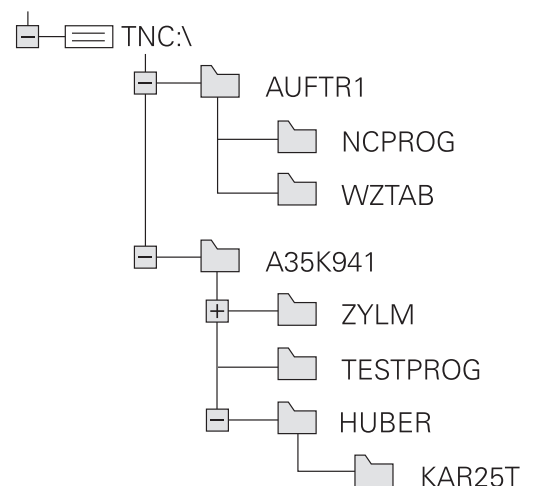 TNC:\
AUFTR1
NCPROG
WZTAB
A35K941
ZYLM
TESTPROG
HUBER
KAR25T